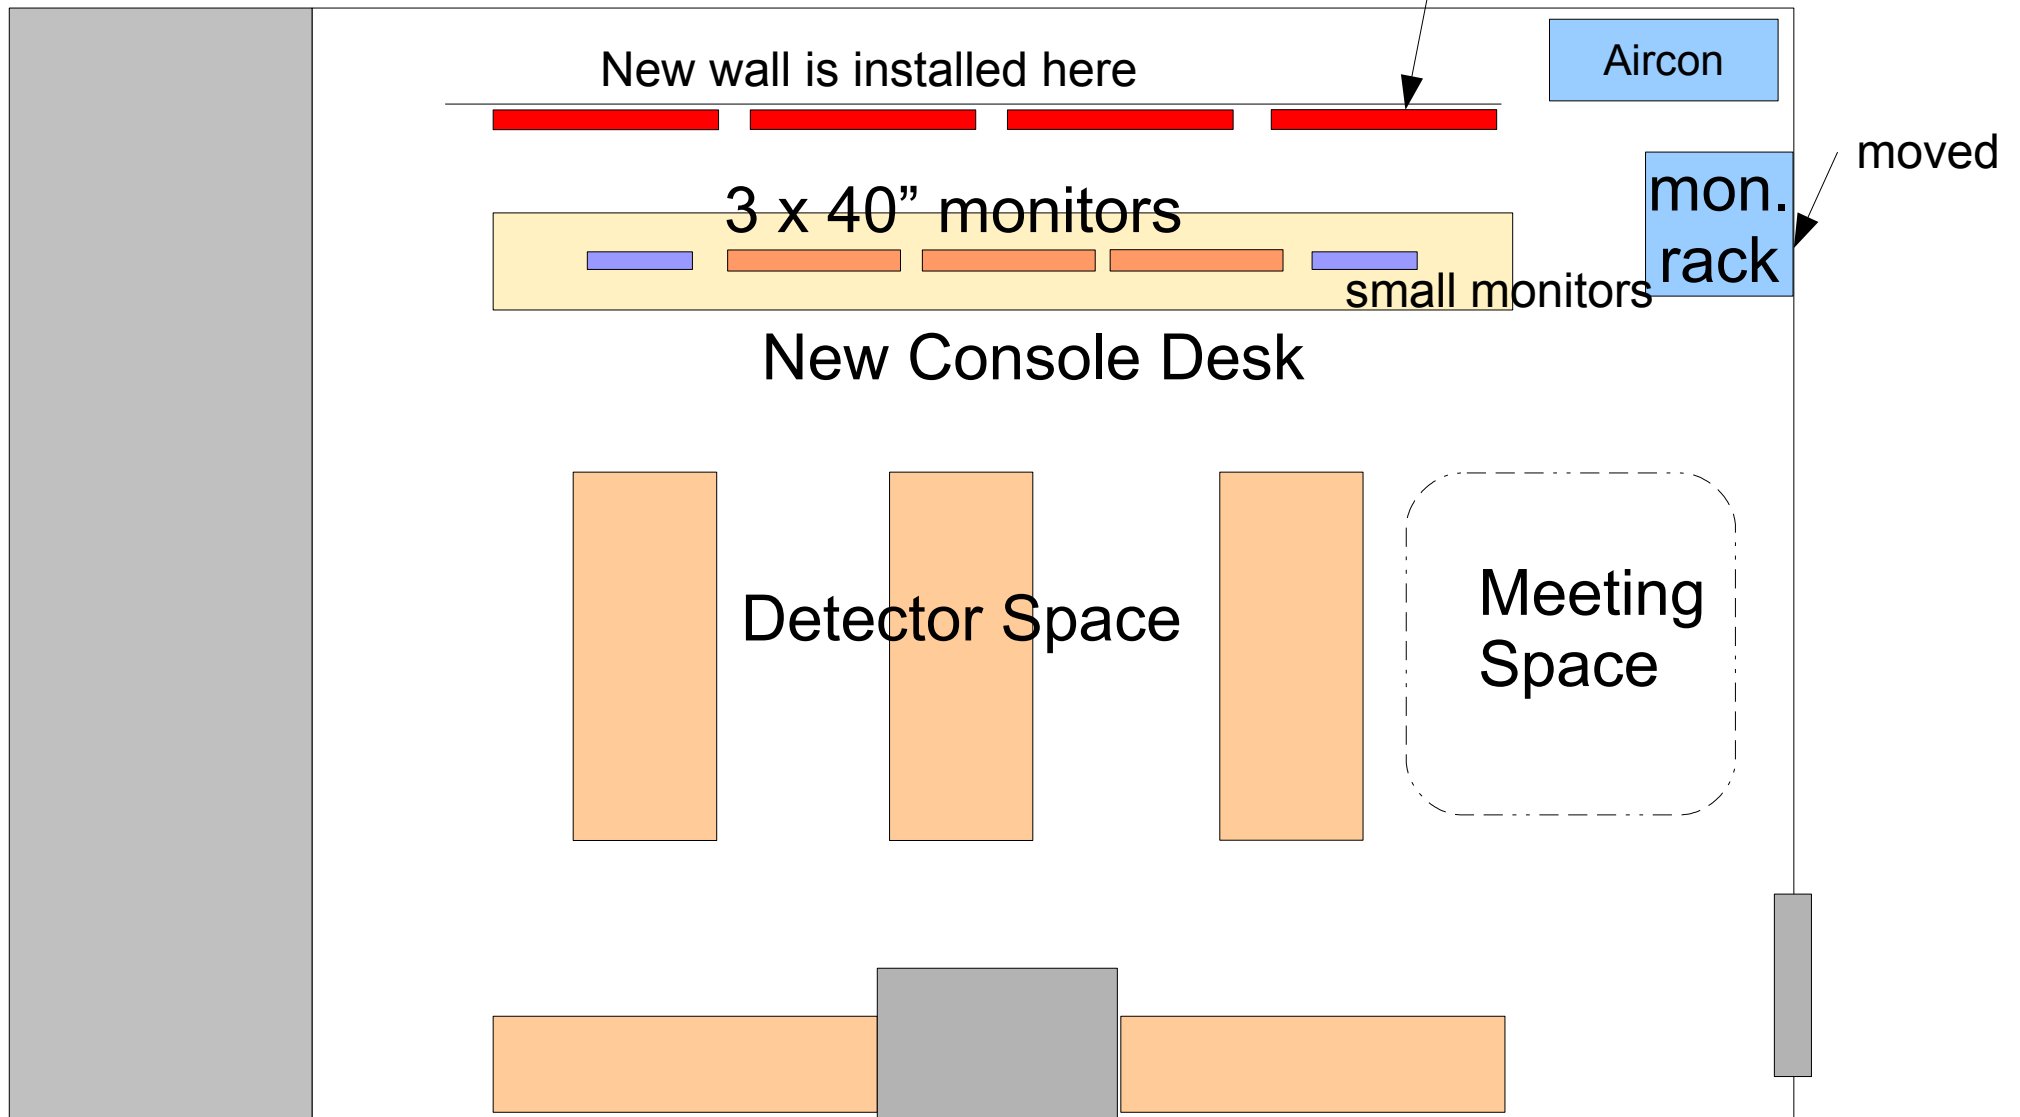 Aircon
New wall is installed here
moved
mon.
rack
3 x 40” monitors
small monitors
New Console Desk
Meeting
Space
Detector Space